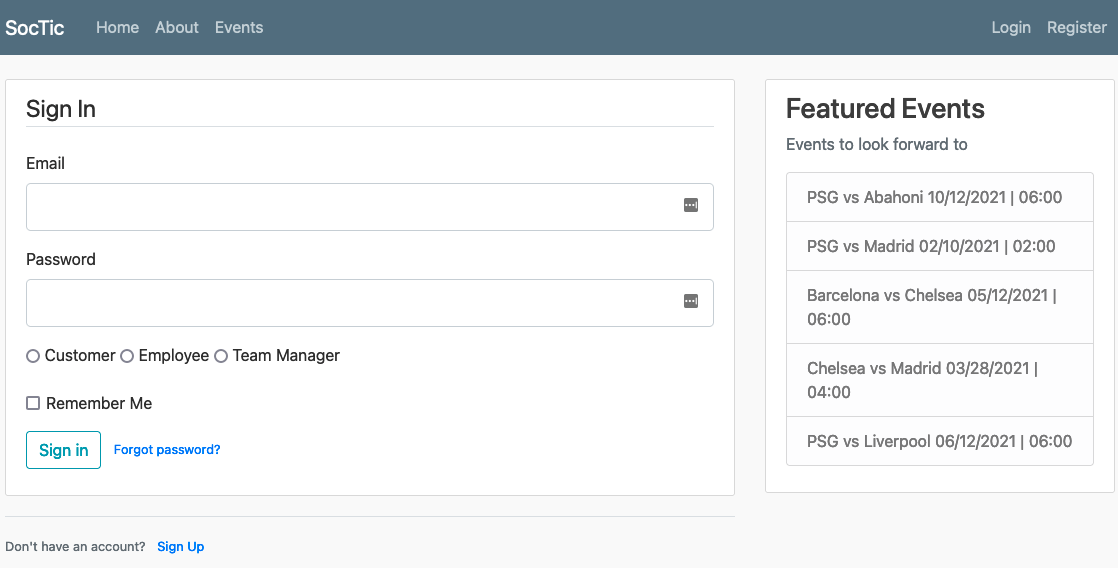 SocTic Home About Events Login Register
Sign In
Email
Password
Customer Employee Team Manager
Remember Me
Sign in Forgot password?
Don't have an account? Sign Up
Featured Events
Events to look forward to
PSG vs Abahoni 10/12/2021 | 06:00
PSG vs Madrid 02/10/2021 | 02:00
Barcelona vs Chelsea 05/12/2021 |
06:00
Chelsea vs Madrid 03/28/2021 |
04:00
PSG vs Liverpool 06/12/2021 | 06:00